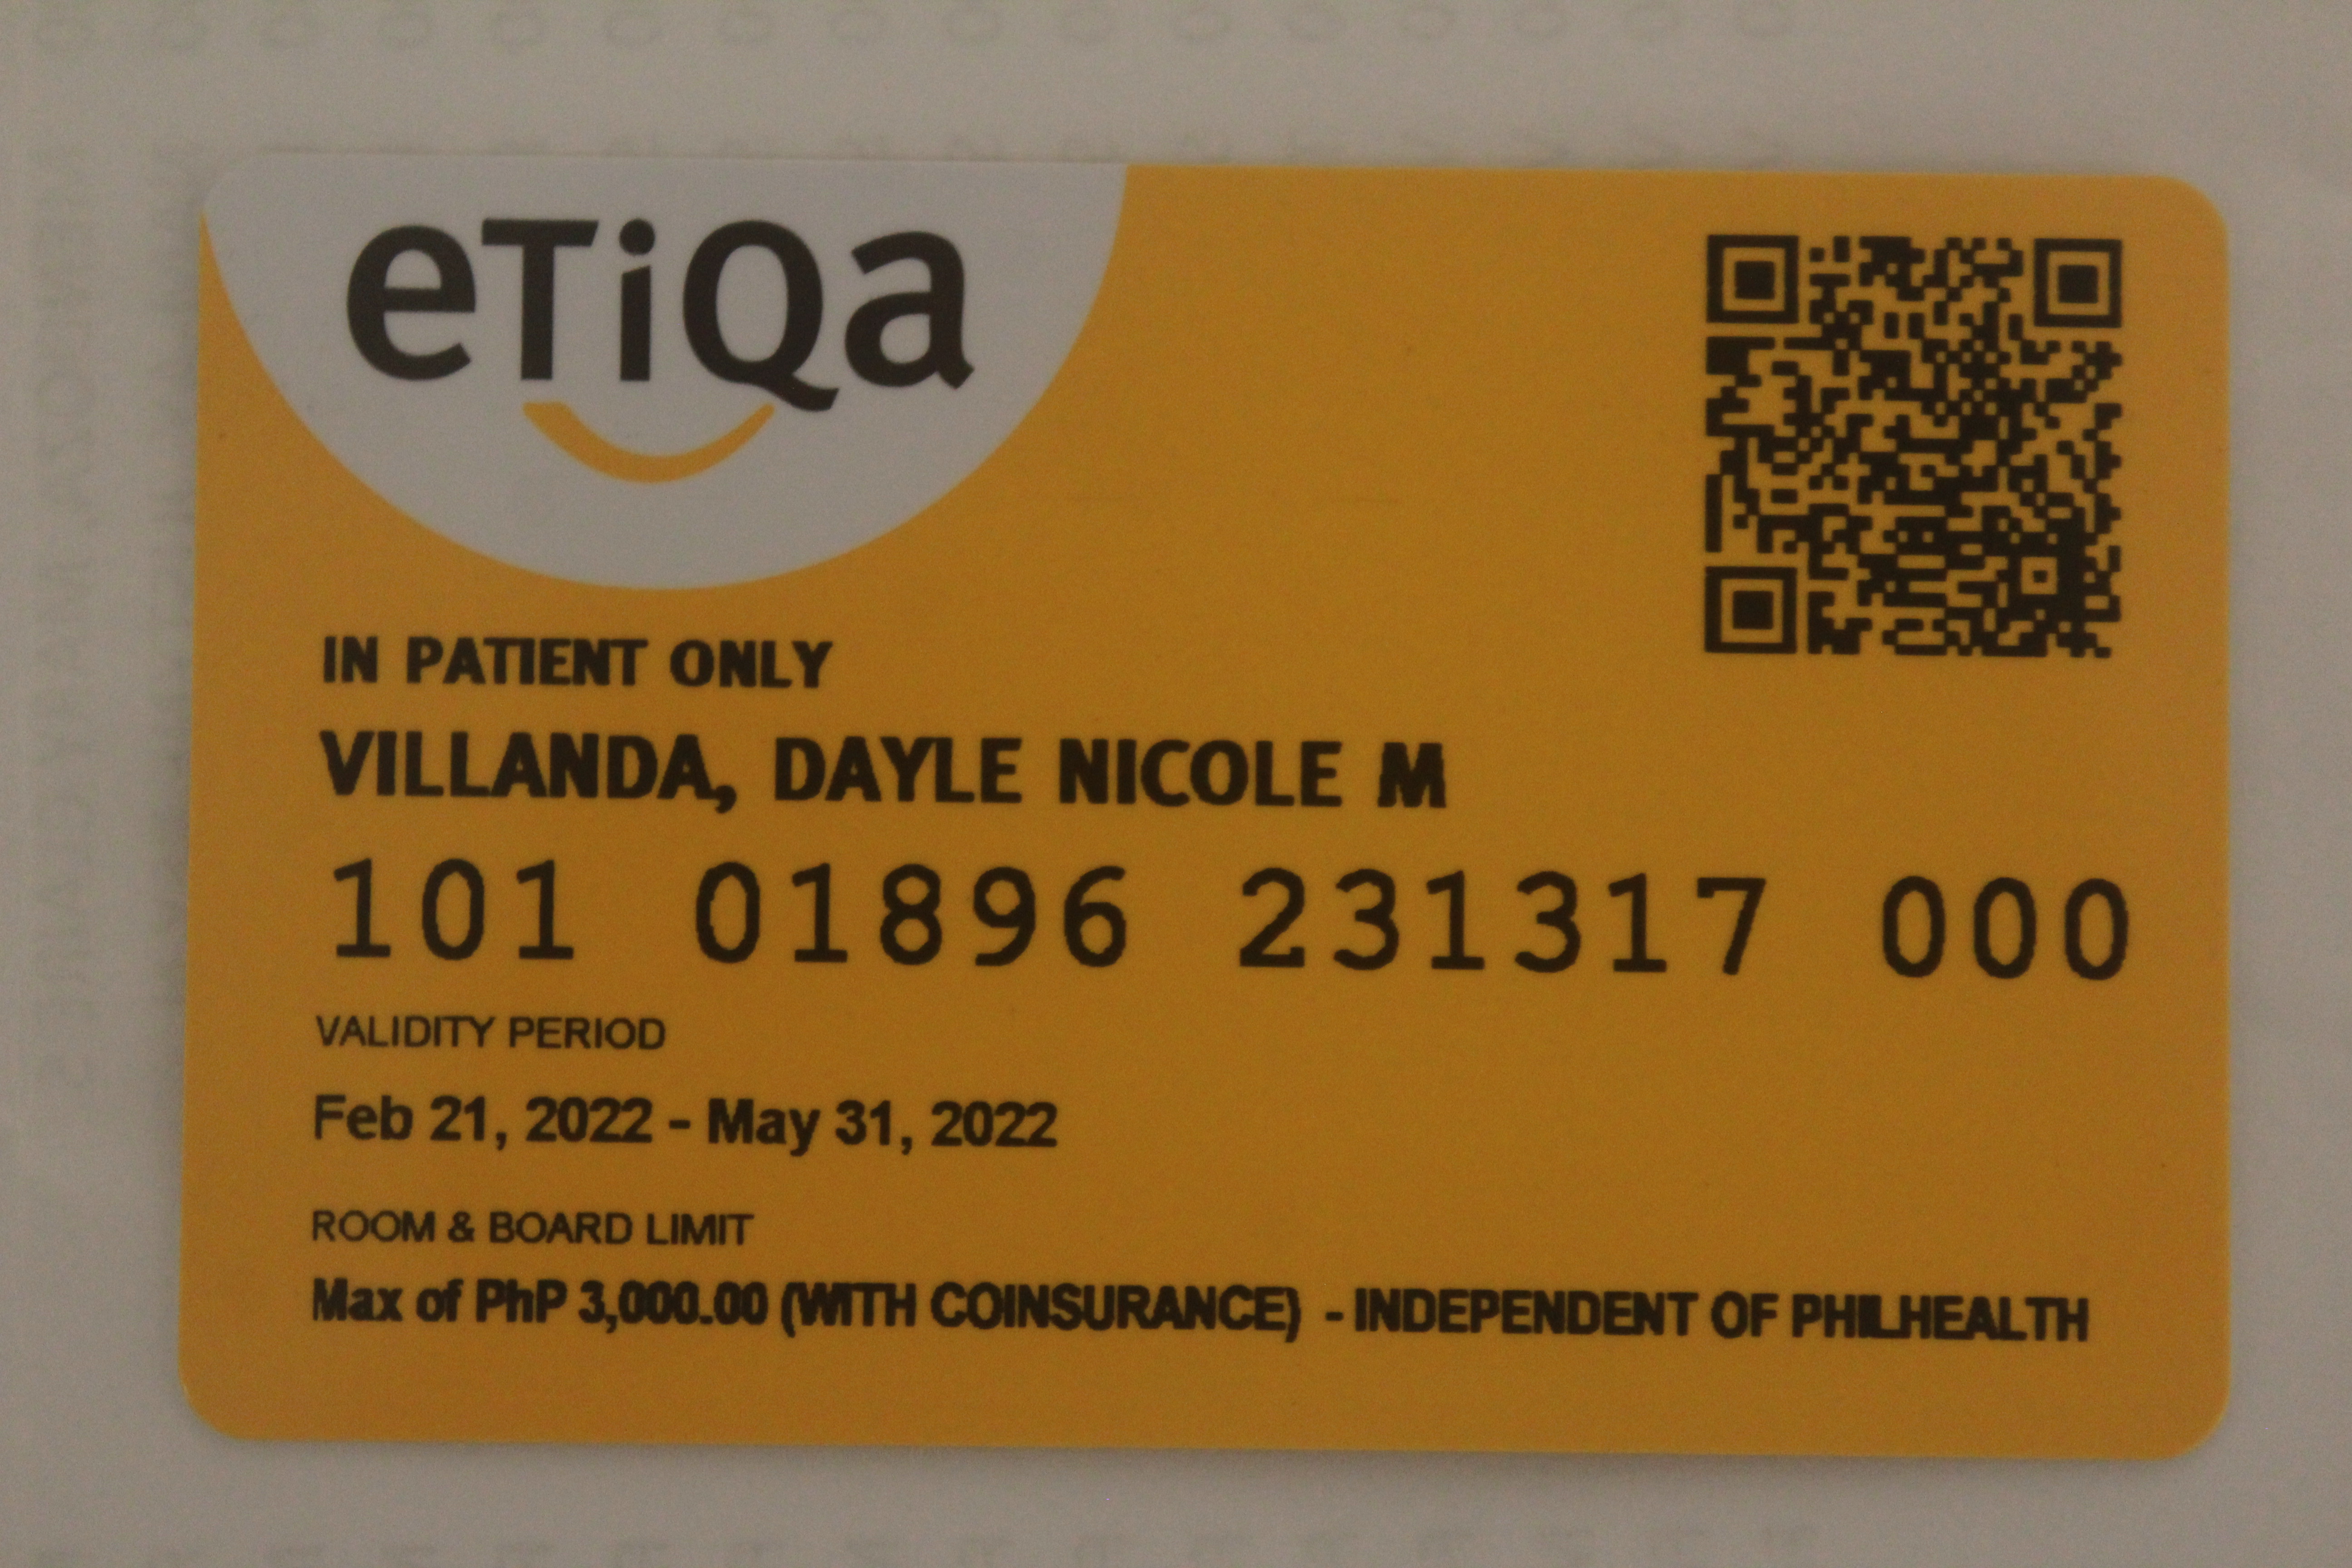 eTiQa
IN PATIENT ONLY
VILLANDA, DAYLE NICOLE M
101 01896 231317 000
VALIDITY PERIOD
Feb 21, 2022 - May 31, 2022
ROOM & BOARD LIMIT
Max of PhP 3,000.00 (WITH COINSURANCE) - INDEPENDENT OF PHILHEALTH